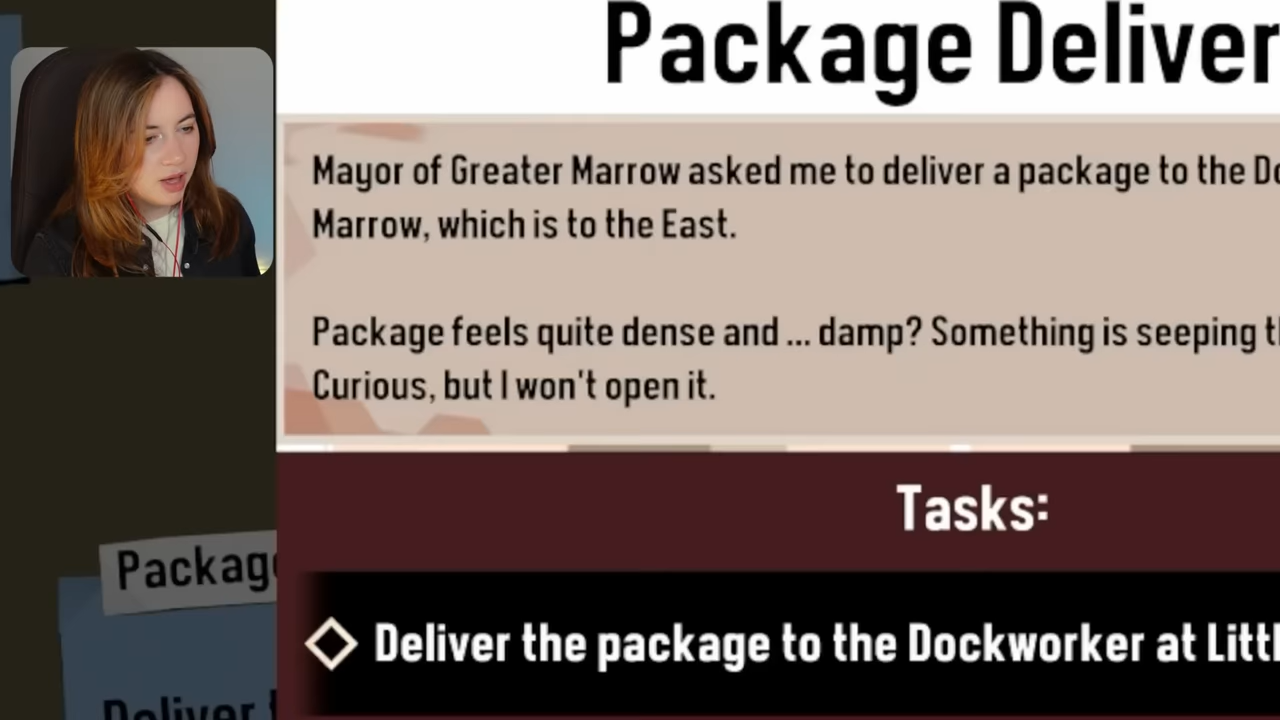 Package Deliver
Mayor of Greater Marrow asked me to deliver a package to the Do
Marrow, which is to the East.
Package feels quite dense and ... damp? Something is seeping th
Curious, but I won't open it.
Tasks:
Package
Deliver the package to the Dockworker at Littl
Deliver t